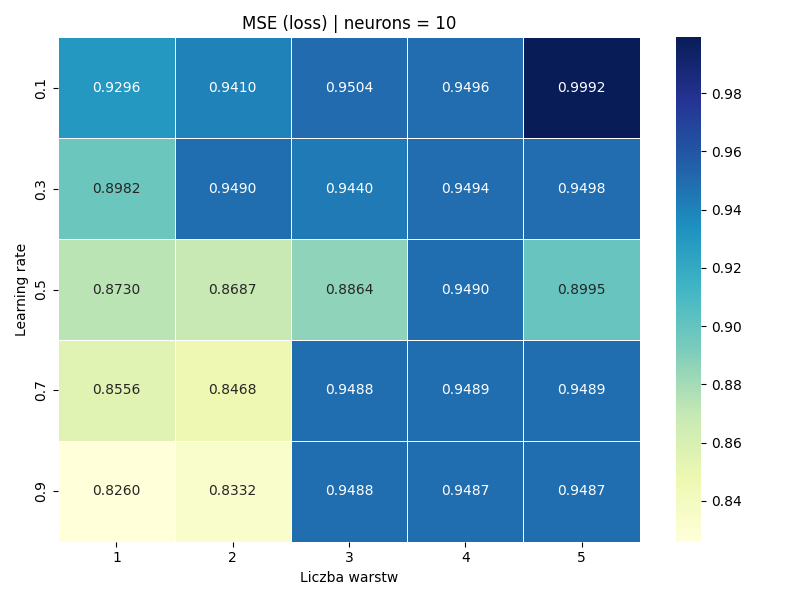 MSE (loss) | neurons = 10
0.1 0.9296 0.9410 0.9504 0.9496 0.9992
0.3 0.8982 0.9490 0.9440 0.9494 0.9498
0.5 0.8730 0.8687 0.8864 0.9490 0.8995
0.7 0.8556 0.8468 0.9488 0.9489 0.9489
0.9 0.8260 0.8332 0.9488 0.9487 0.9487
Learning rate
1 2 3 4 5
Liczba warstw
0.98
0.96
0.94
0.92
0.90
0.88
0.86
0.84